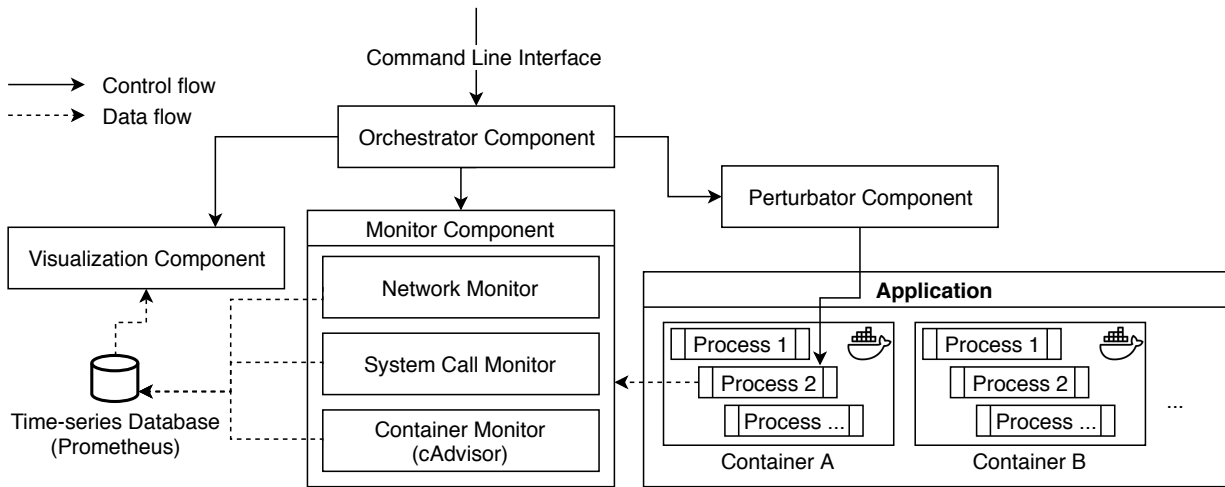 Command Line Interface
Control flow
Data flow
Orchestrator Component
Perturbator Component
Monitor Component
Visualization Component
Network Monitor
Application
Process 1
Process 1
System Call Monitor
Process 2
Process 2
Process ...
Process ...
...
Time-series Database
(Prometheus)
Container Monitor
(cAdvisor)
Container A
Container B